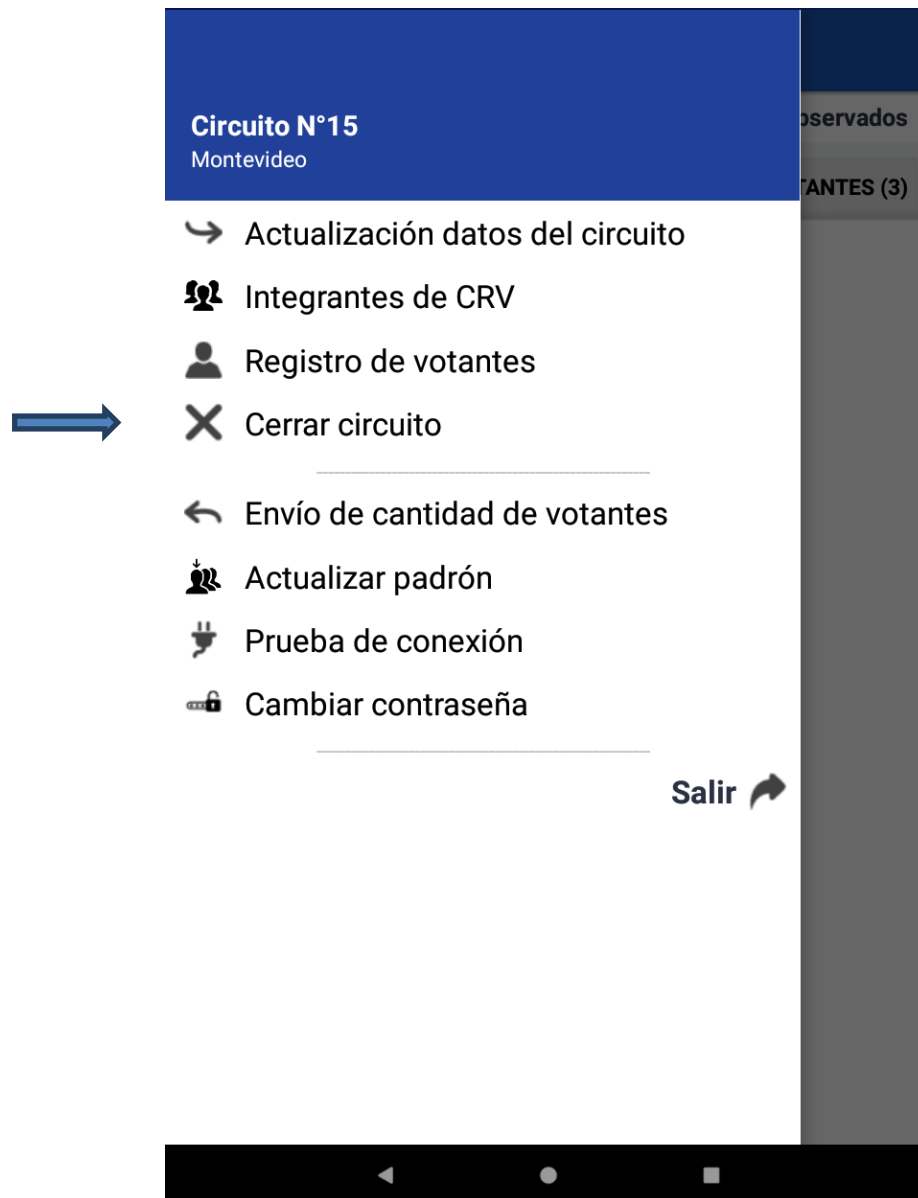 Circuito N°15
Montevideo
Actualización datos del circuito
Integrantes de CRV
Registro de votantes
Cerrar circuito
Envío de cantidad de votantes
Actualizar padrón
Prueba de conexión
Cambiar contraseña
Salir
(3)